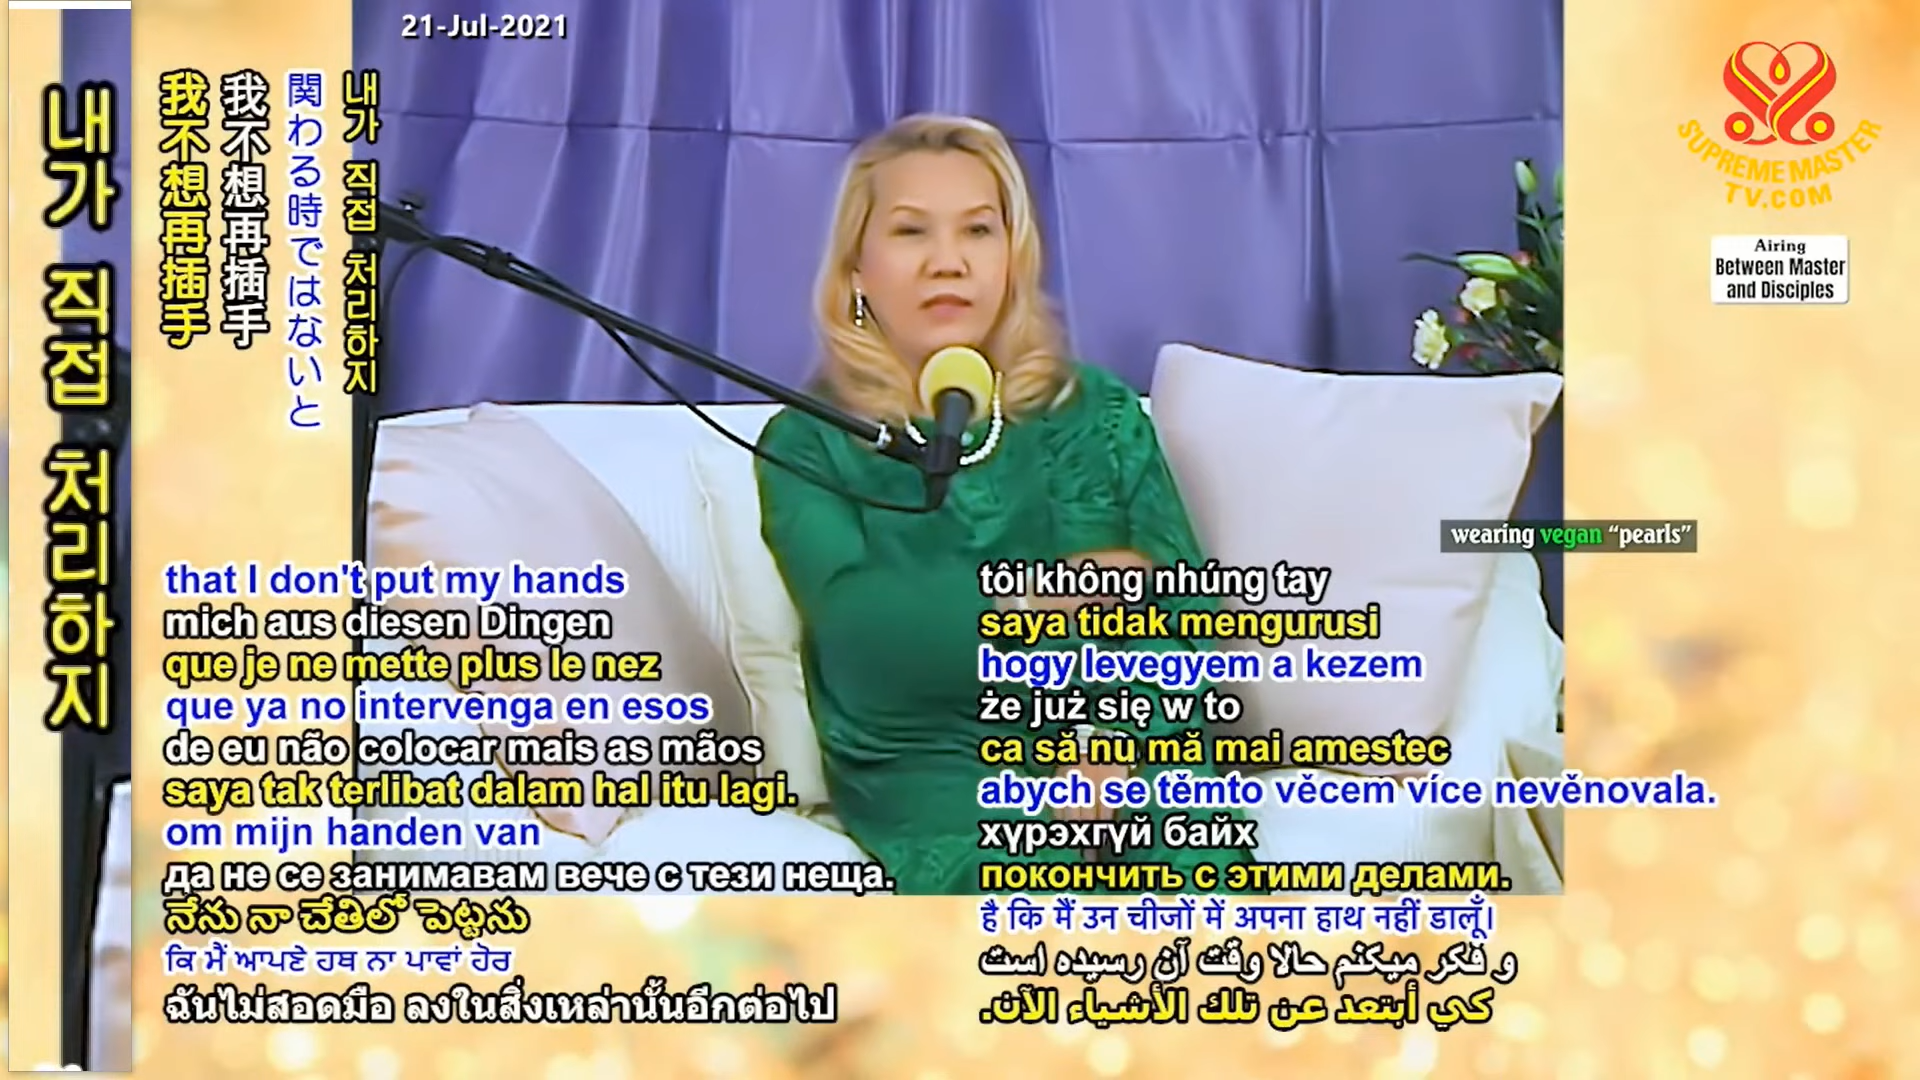 21-Jul-2021
내가 직접 처리하지
我不想再插手
我不想再插手
関わる時ではないと
내가 직접 처리하지
SUPREME MASTER
TV.COM
Airing
Between Master
and Disciples
wearing vegan “pearls”
that I don't put my hands
mich aus diesen Dingen
que je ne mette plus le nez
que ya no intervenga en esos
de eu não colocar mais as mãos
saya tak terlibat dalam hal itu lagi.
om mijn handen van
да не се занимавам вече с тези неща.
నేను నా చేతిలో పెట్టను
ਕਿ ਮੈਂ ਆਪਣੇ ਹਥ ਨਾ ਪਾਵਾਂ ਹੋਰ
ฉันไม่สอดมือ ลงในสิ่งเหล่านั้นอีกต่อไป
tôi không nhúng tay
saya tidak mengurusi
hogy levegyem a kezem
że już się w to
ca să nu mă mai amestec
abych se těmto věcem více nevěnovala.
хүрэхгүй байх
покончить с этими делами.
है कि मैं उन चीजों में अपना हाथ नहीं डालूँ।
و فکر میکنم حالا وقت آن رسیده است
كي أبتعد عن تلك الأشياء الآن.